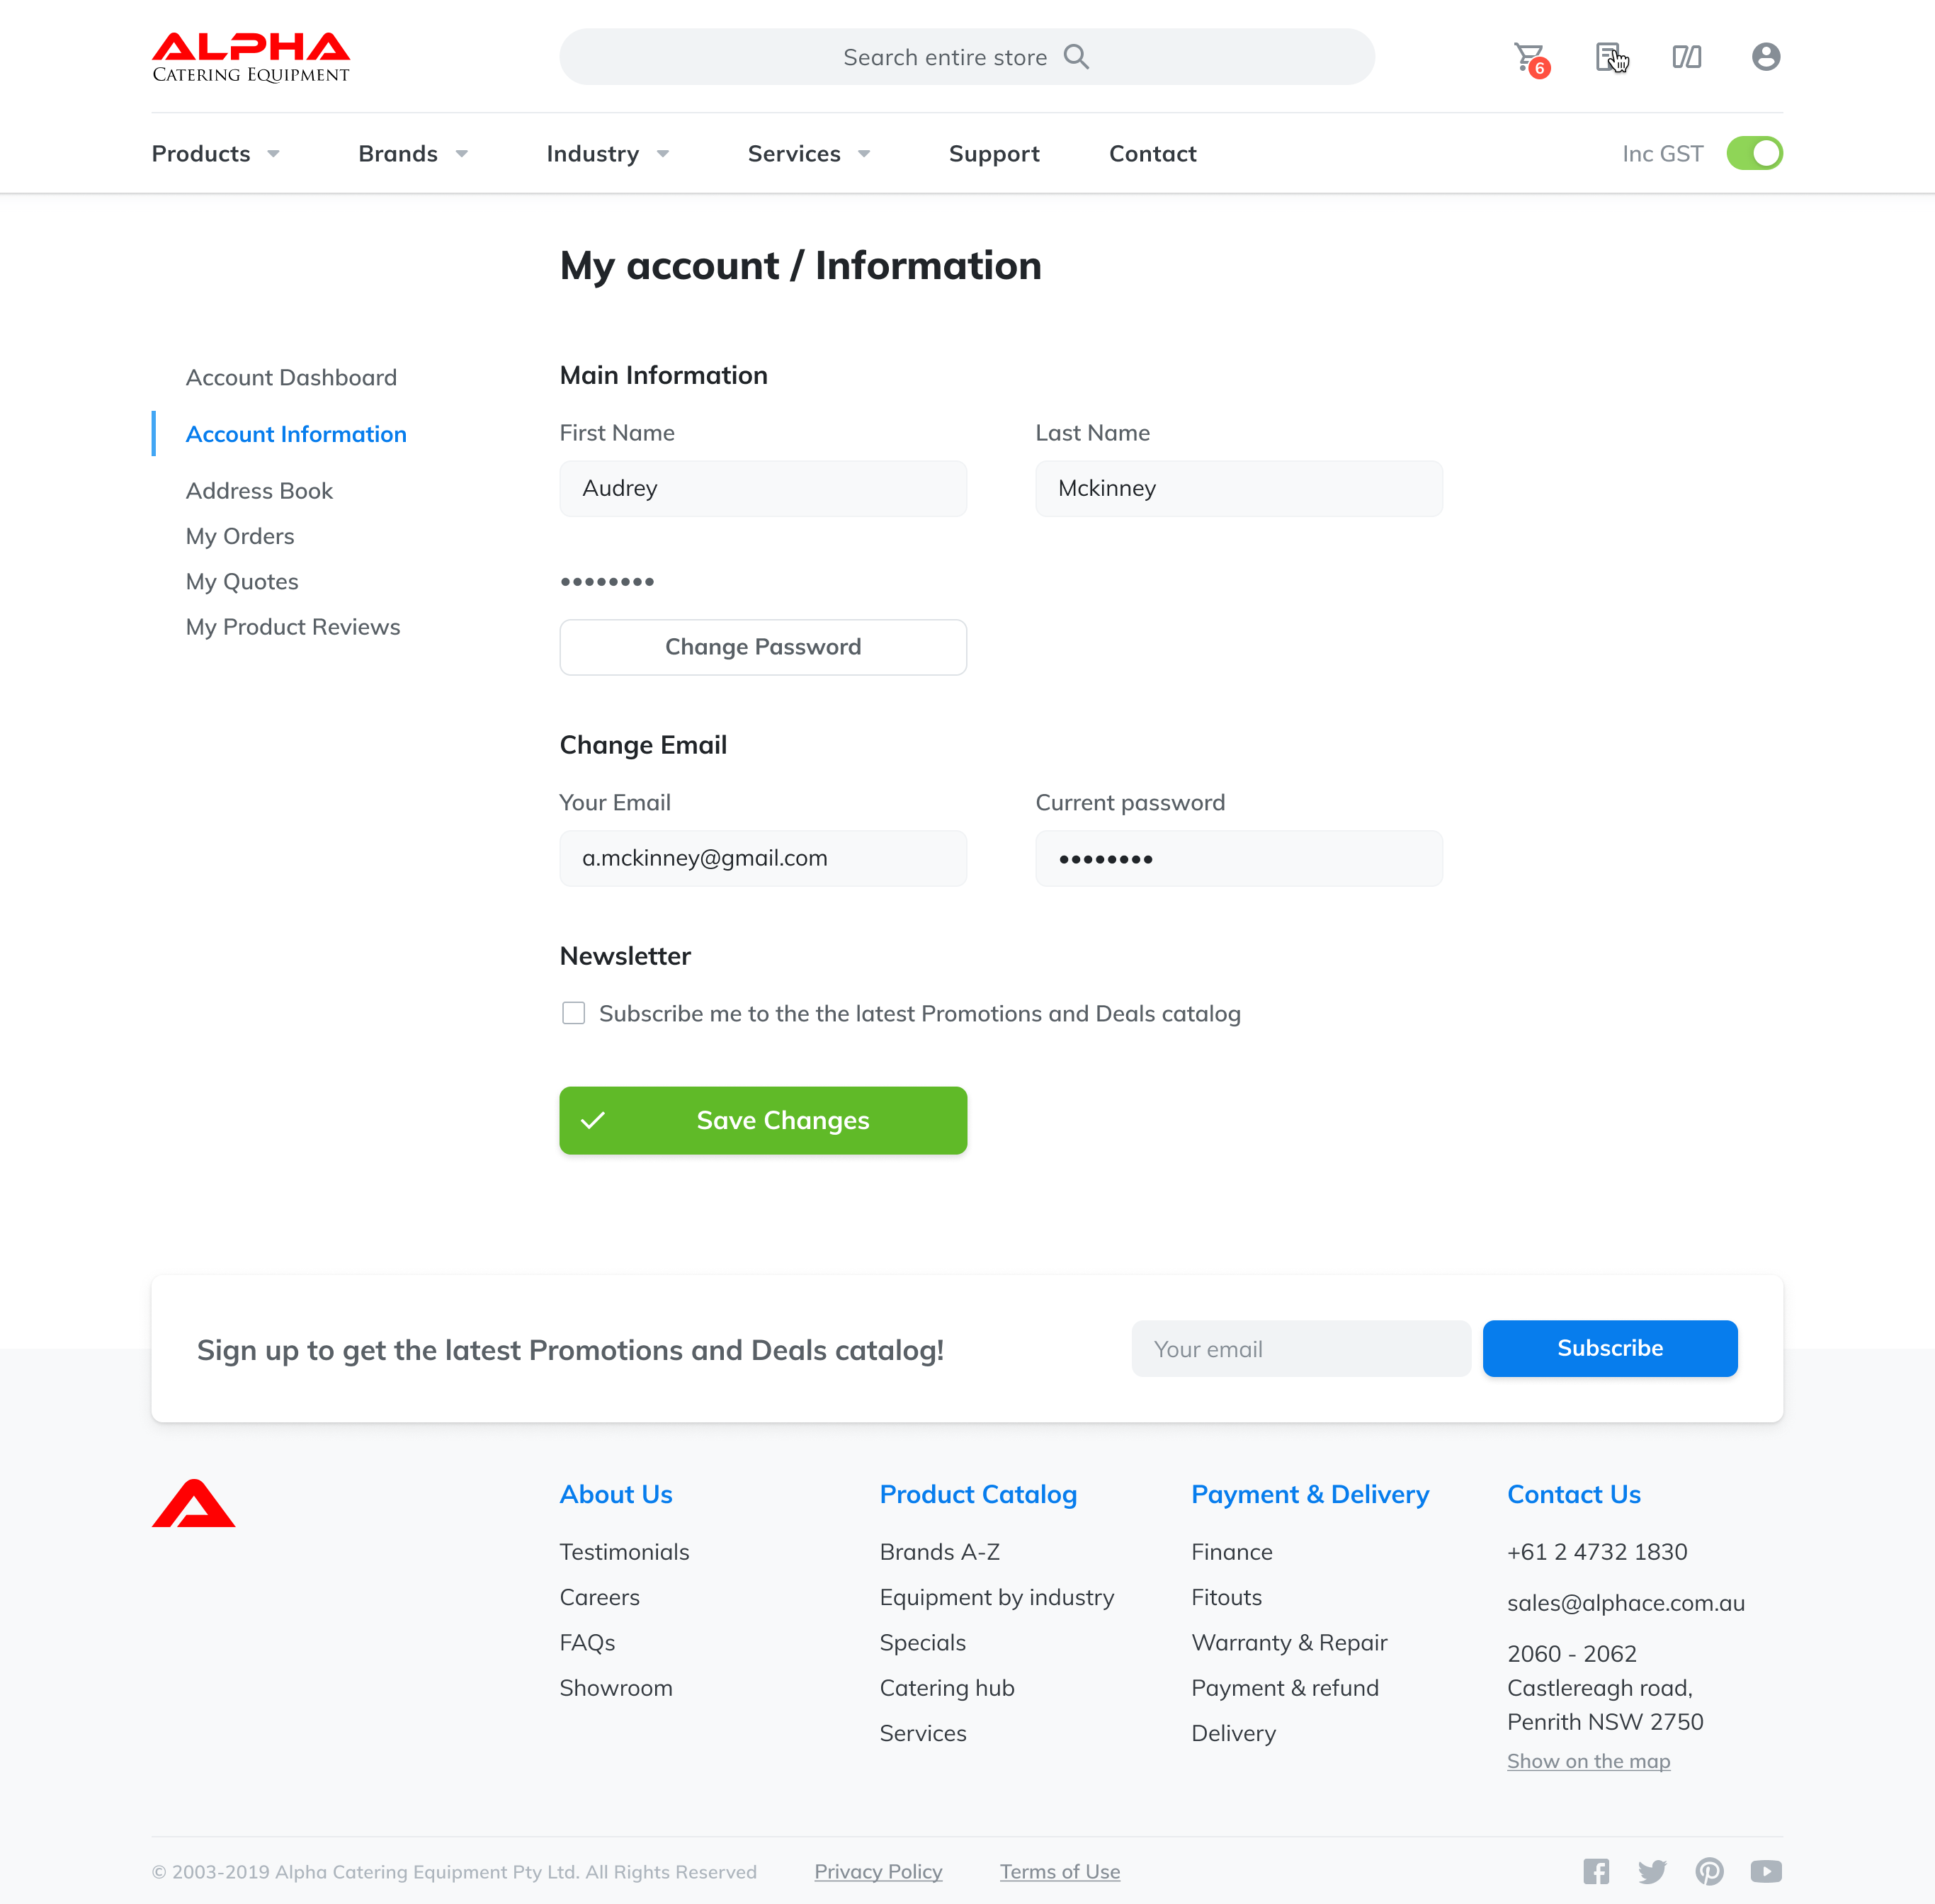 ALPHA
CATERING EQUIPMENT
Search entire store
6
Products
Brands
Industry
Services
Support
Contact
Inc GST
My account / Information
Account Dashboard
Account Information
Address Book
My Orders
My Quotes
My Product Reviews
Main Information
First Name
Last Name
Audrey
Mckinney
••••••••
Change Password
Change Email
Your Email
Current password
a.mckinney@gmail.com
••••••••
Newsletter
Subscribe me to the the latest Promotions and Deals catalog
Save Changes
Sign up to get the latest Promotions and Deals catalog!
Your email
Subscribe
About Us
Testimonials
Careers
FAQs
Showroom
Product Catalog
Brands A-Z
Equipment by industry
Specials
Catering hub
Services
Payment & Delivery
Finance
Fitouts
Warranty & Repair
Payment & refund
Delivery
Contact Us
+61 2 4732 1830
sales@alphace.com.au
2060 - 2062
Castlereagh road,
Penrith NSW 2750
Show on the map
© 2003-2019 Alpha Catering Equipment Pty Ltd. All Rights Reserved
Privacy Policy
Terms of Use